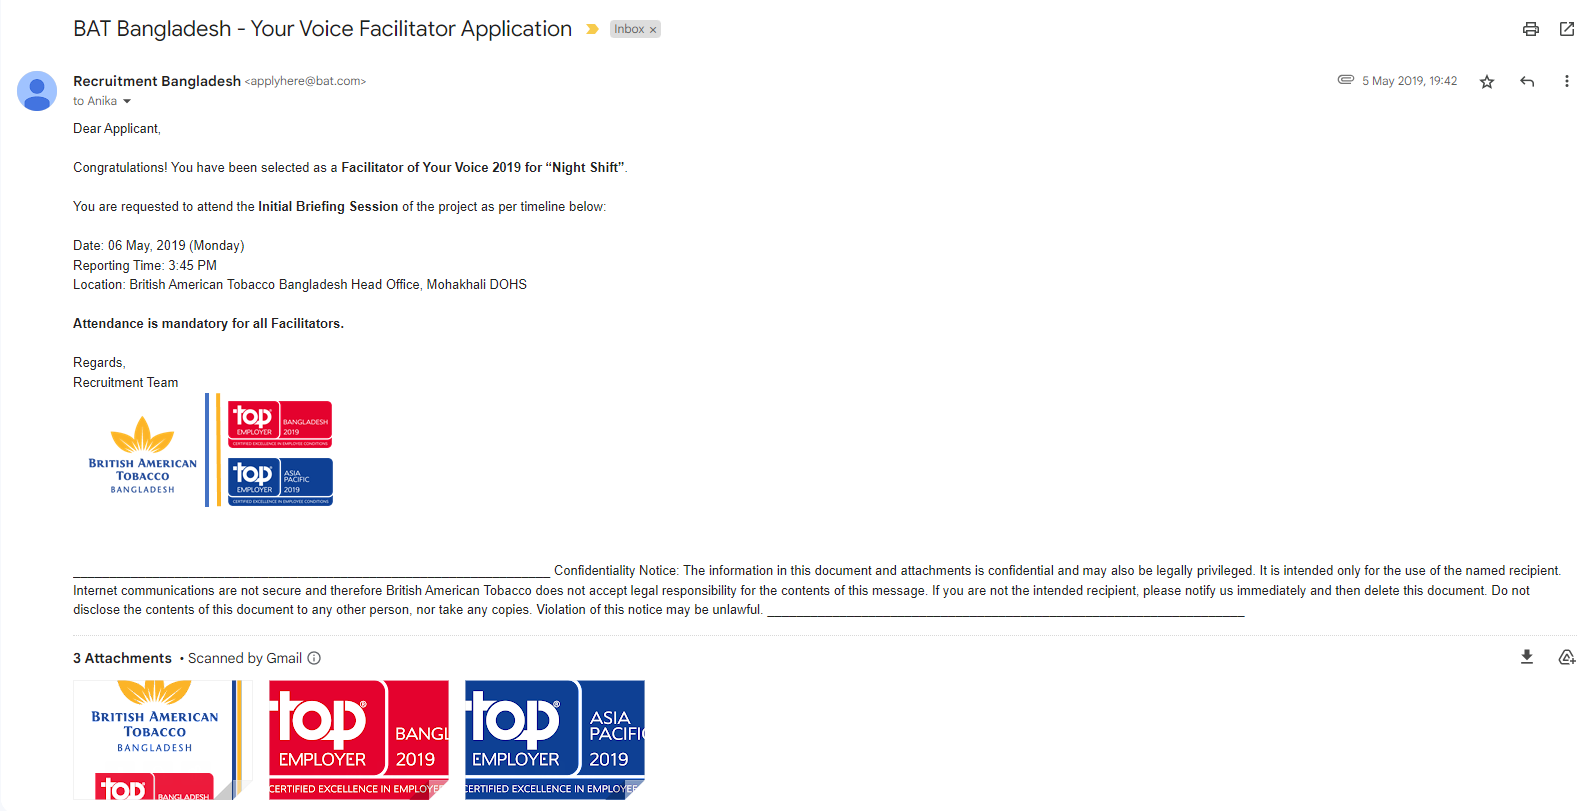 BAT Bangladesh - Your Voice Facilitator Application
Inbox ×
Recruitment Bangladesh <applyhere@bat.com>
5 May 2019, 19:42
to Anika
Dear Applicant,
Congratulations! You have been selected as a Facilitator of Your Voice 2019 for “Night Shift”.
You are requested to attend the Initial Briefing Session of the project as per timeline below:
Date: 06 May, 2019 (Monday)
Reporting Time: 3:45 PM
Location: British American Tobacco Bangladesh Head Office, Mohakhali DOHS
Attendance is mandatory for all Facilitators.
Regards,
Recruitment Team
BRITISH AMERICAN
TOBACCO
BANGLADESH
top
EMPLOYER
BANGLADESH
2019
CERTIFIED EXCELLENCE IN EMPLOYEE CONDITIONS
top
EMPLOYER
ASIA
PACIFIC
2019
CERTIFIED EXCELLENCE IN EMPLOYEE CONDITIONS
Confidentiality Notice: The information in this document and attachments is confidential and may also be legally privileged. It is intended only for the use of the named recipient.
Internet communications are not secure and therefore British American Tobacco does not accept legal responsibility for the contents of this message. If you are not the intended recipient, please notify us immediately and then delete this document. Do not
disclose the contents of this document to any other person, nor take any copies. Violation of this notice may be unlawful.
3 Attachments • Scanned by Gmail
BRITISH AMERICAN
TOBACCO
BANGLADESH
top
BANGLADESH
top®
EMPLOYER
BANGL
2019
CERTIFIED EXCELLENCE IN EMPLOYE
top®
EMPLOYER
ASIA
PACIFI
2019
CERTIFIED EXCELLENCE IN EMPLOYE